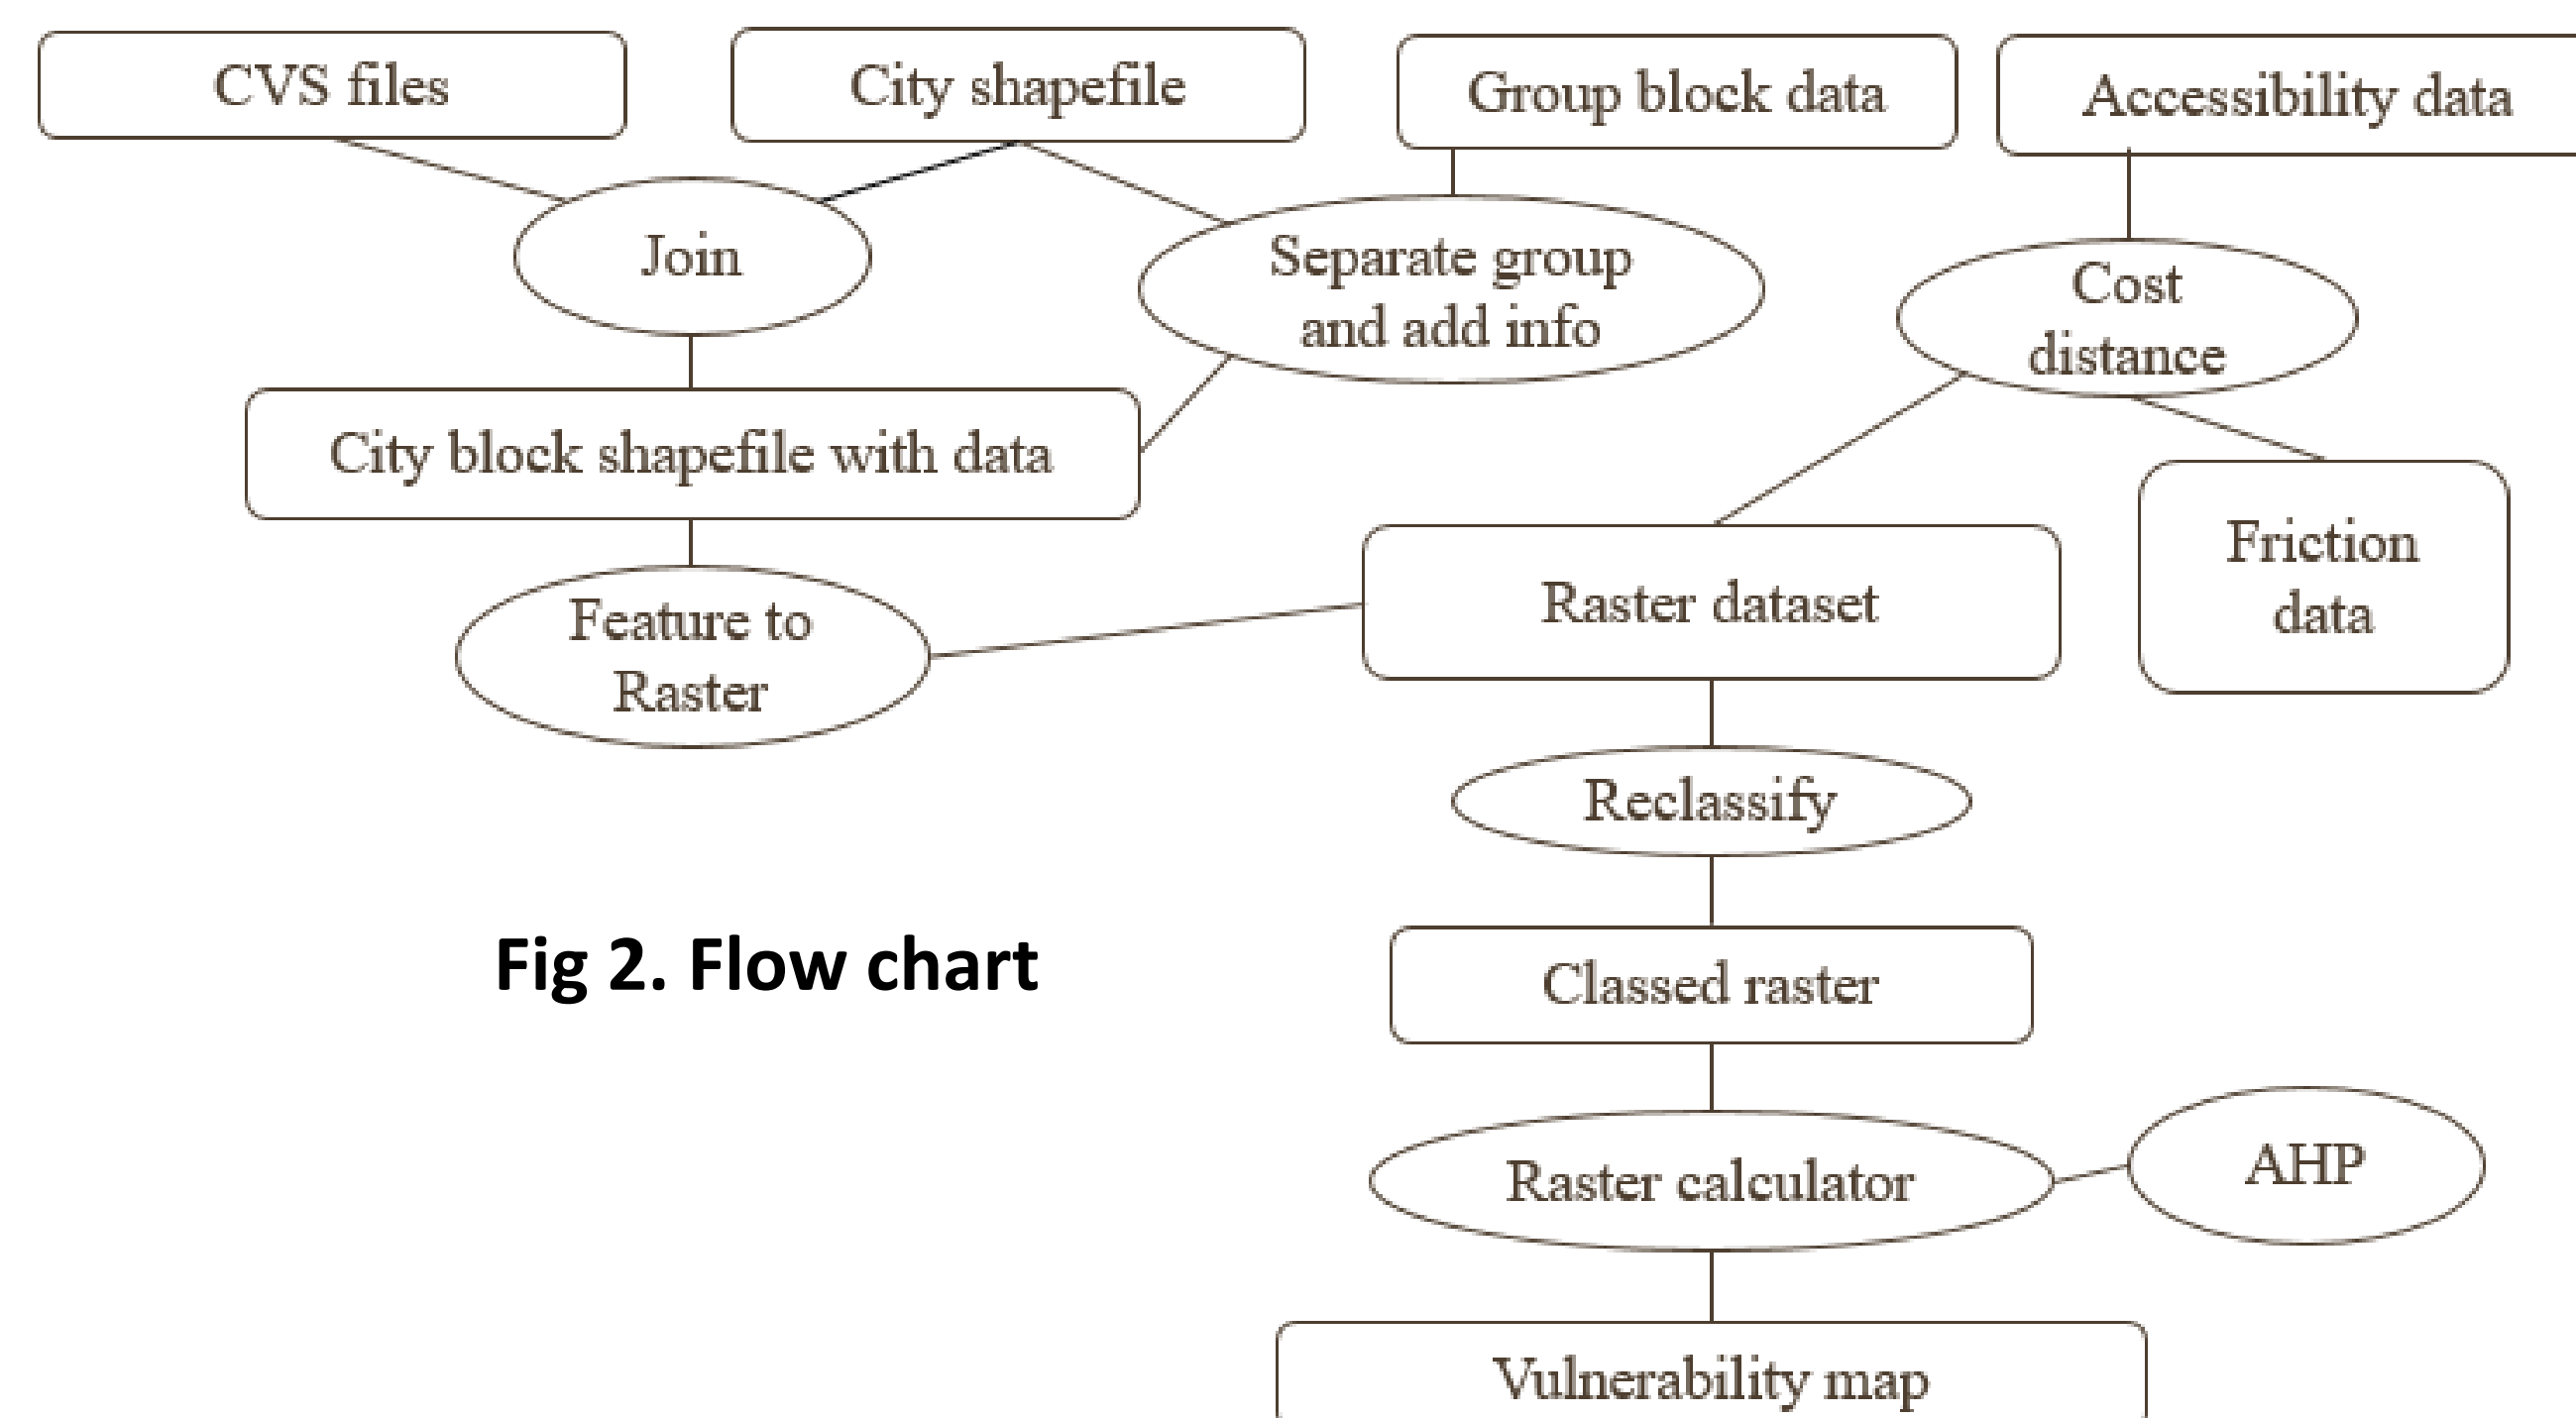 CVS files
City shapefile
Group block data
Accessibility data
Join
Separate group
and add info
Cost
distance
City block shapefile with data
Friction
data
Feature to
Raster
Raster dataset
Reclassify
Fig 2. Flow chart
Classed raster
Raster calculator
AHP
Vulnerability map